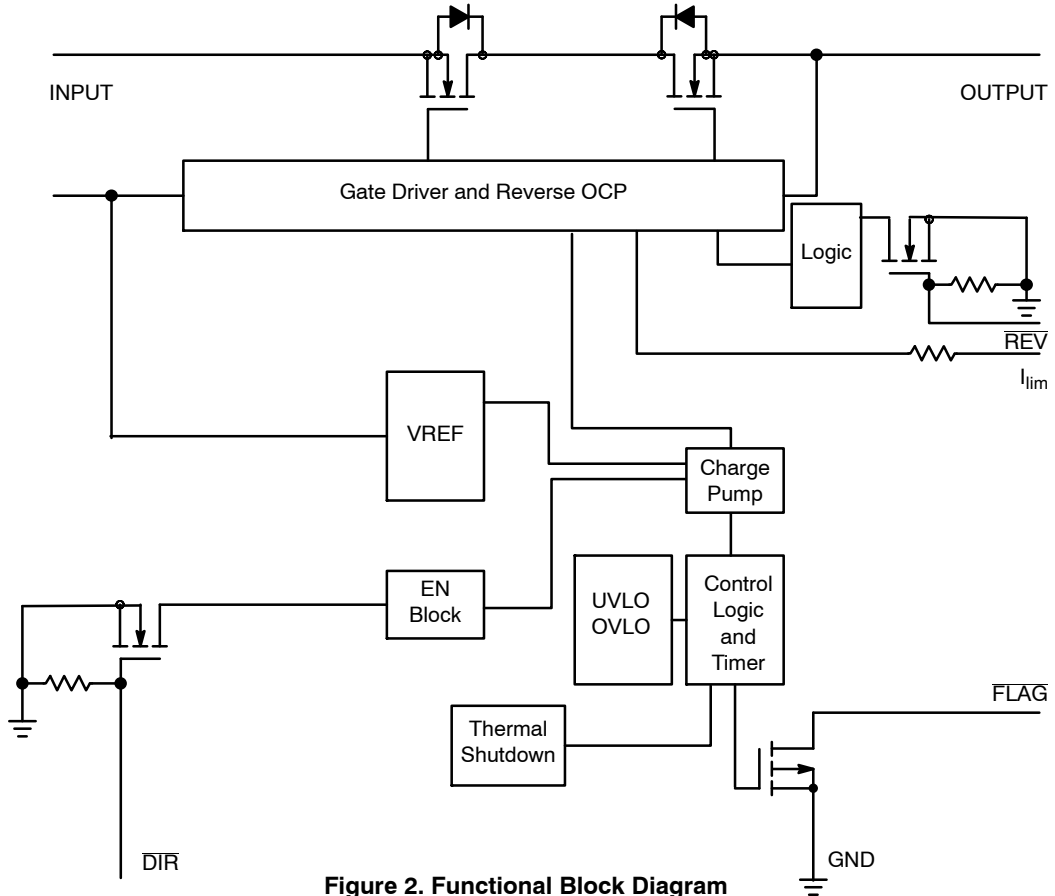 INPUT
OUTPUT
Gate Driver and Reverse OCP
Logic
REV
Ilim
VREF
Charge
Pump
EN
Block
UVLO
OVLO
Control
Logic
and
Timer
FLAG
Thermal
Shutdown
DIR
GND
Figure 2. Functional Block Diagram